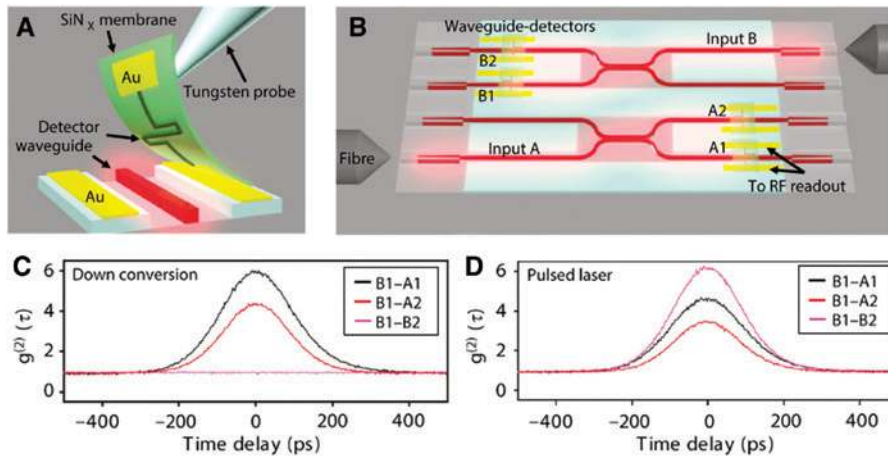 A
SiNX membrane
Au
Tungsten probe
Detector
waveguide
Au
B
Waveguide-detectors
Input B
B2
B1
A2
Fibre
Input A
A1
To RF readout
C
Down conversion
B1–A1
B1–A2
B1–B2
g(2) (τ)
6
4
2
0
−400
−200
0
200
400
Time delay (ps)
D
Pulsed laser
B1–A1
B1–A2
B1–B2
g(2) (τ)
6
4
2
0
−400
−200
0
200
400
Time delay (ps)